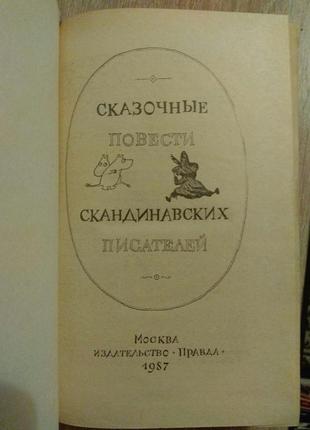 СКАЗОЧНЫЕ
ПОВЕСТИ
СКАНДИНАВСКИХ
ПИСАТЕЛЕЙ
МОСКВА
ИЗДАТЕЛЬСТВО · ПРАВДА ·
1987